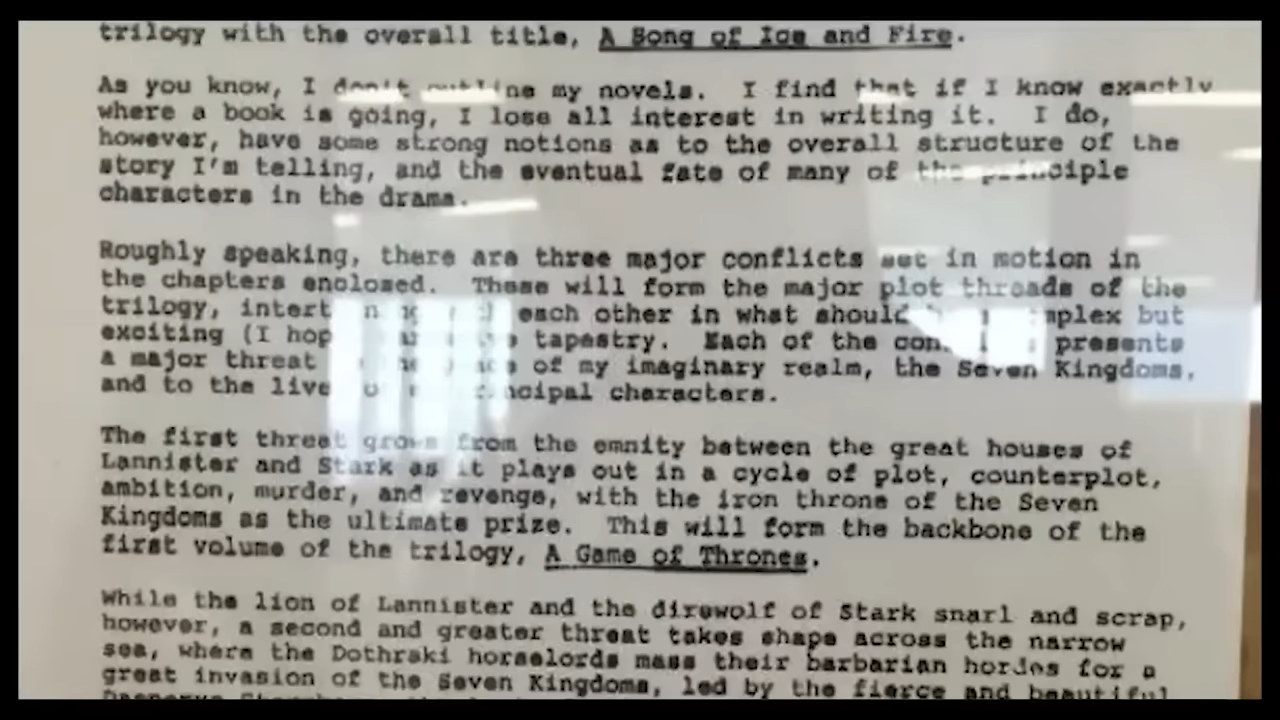 trilogy with the overall title, A Song of Ice and Fire.
As you know, I don't outline my novels. I find that if I know exactly
where a book is going, I lose all interest in writing it. I do,
however, have some strong notions as to the overall structure of the
story I'm telling, and the eventual fate of many of the principle
characters in the drama.
Roughly speaking, there are three major conflicts set in motion in
the chapters enclosed. These will form the major plot threads of the
trilogy, each other in what should but
exciting (I tapestry. Each of the presents
a major threat of my imaginary realm, the Seven Kingdoms,
and to the characters.
The first threat grows from the emnity between the great houses of
Lannister and Stark as it plays out in a cycle of plot, counterplot,
ambition, murder, and revenge, with the iron throne of the Seven
Kingdoms as the ultimate prize. This will form the backbone of the
first volume of the trilogy, A Game of Thrones.
While the lion of Lannister and the direwolf of Stark snarl and scrap,
however, a second and greater threat takes shape across the narrow
sea, where the Dothraki horselords mass their barbarian hordes for a
great invasion of the Seven Kingdoms, led by the fierce and beautiful